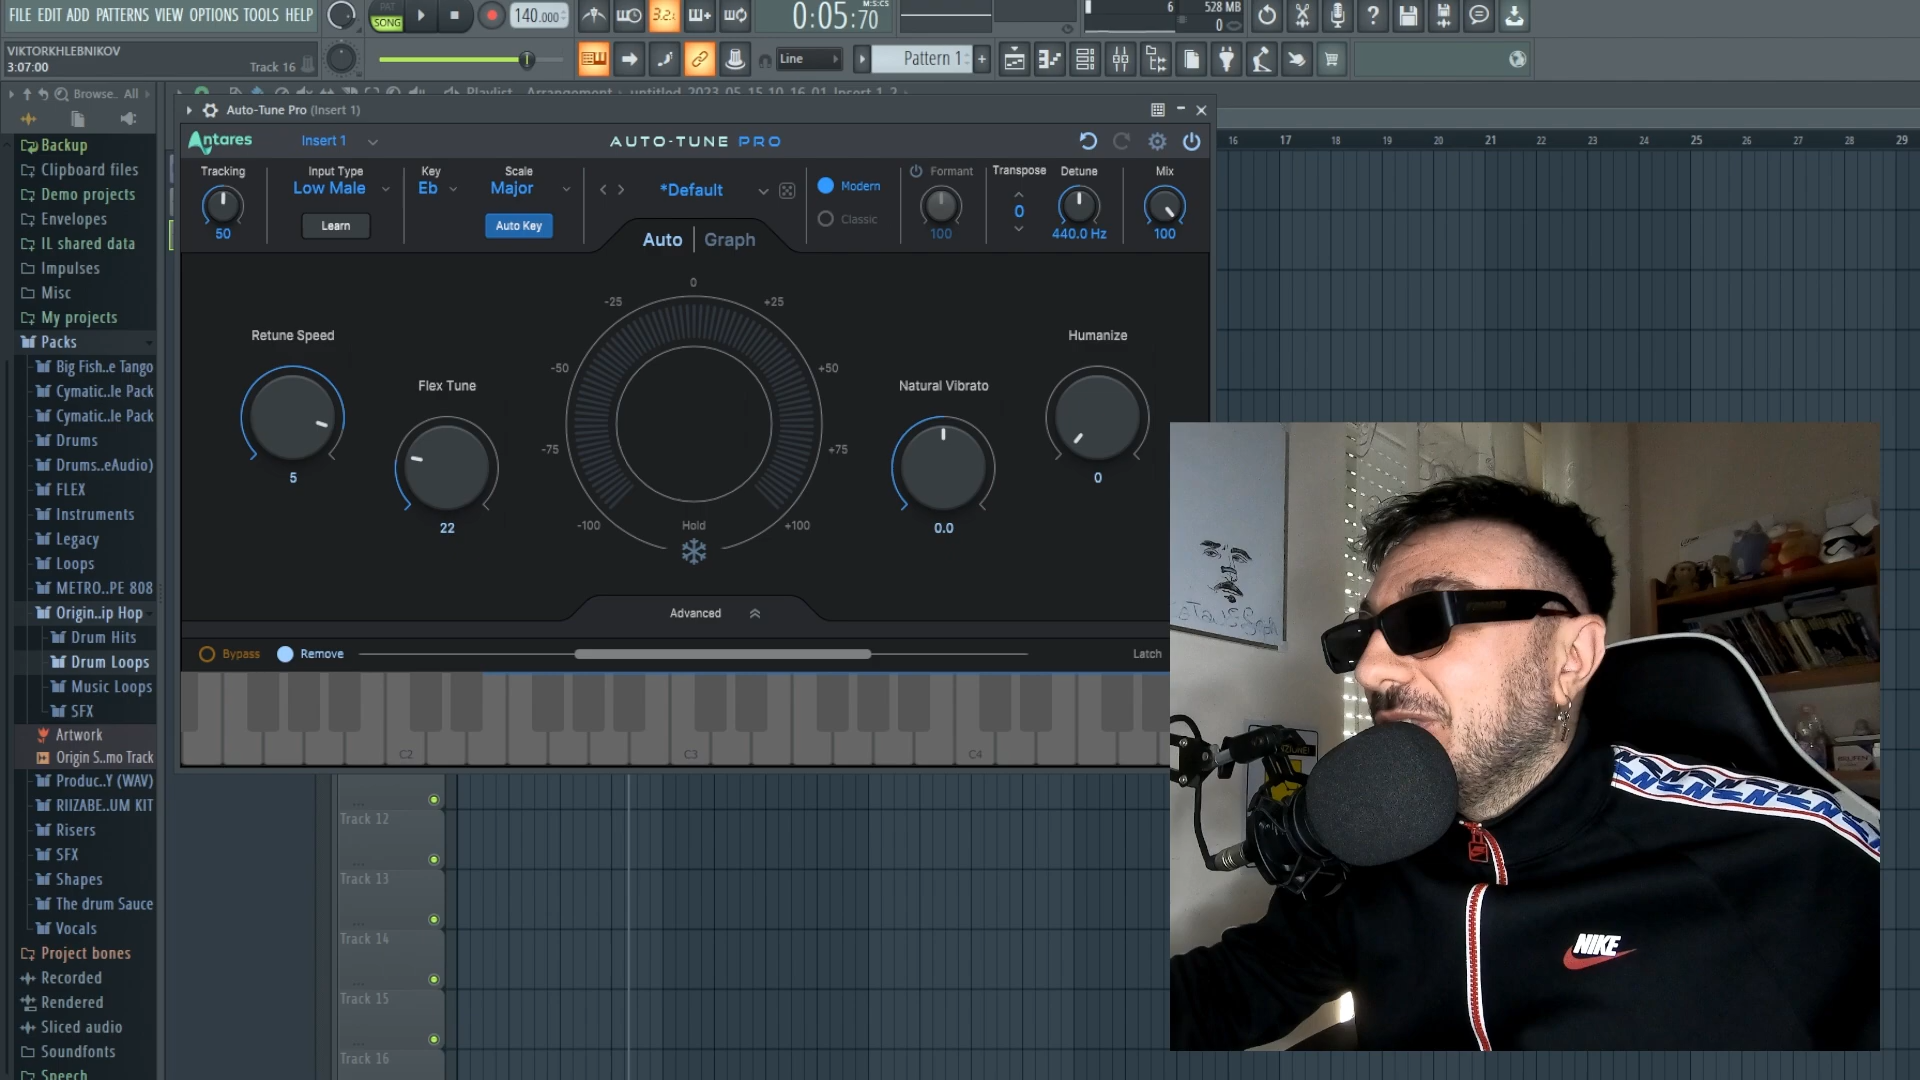 FILE EDIT ADD PATTERNS VIEW OPTIONS TOOLS HELP
PAT
SONG
140.000
3.2.
0:05:70
M:S:CS
6
528 MB
0
VIKTORKHLEBNIKOV
3:07:00
Track 16
Line
Pattern 1
Browse.. All
Playlist Arrangement
Auto-Tune Pro (Insert 1)
Antares
Insert 1
AUTO-TUNE PRO
16 17 18 19 20 21 22 23 24 25 26 27 28 29
Tracking
50
Input Type
Low Male
Learn
Key
Eb
Scale
Major
Auto Key
*Default
Modern
Classic
Formant
100
Transpose
0
Detune
440.0 Hz
Mix
100
Auto
Graph
Retune Speed
5
Flex Tune
22
0
-25
+25
-50
+50
-75
+75
-100
+100
Hold
Natural Vibrato
0.0
Humanize
0
Advanced
Bypass
Remove
Latch
C2
C3
C4
Backup
Clipboard files
Demo projects
Envelopes
IL shared data
Impulses
Misc
My projects
Packs
Big Fish..e Tango
Cymatic..le Pack
Cymatic..le Pack
Drums
Drums..eAudio)
FLEX
Instruments
Legacy
Loops
METRO..PE 808
Origin..ip Hop
Drum Hits
Drum Loops
Music Loops
SFX
Artwork
Origin S..mo Track
Produc..Y (WAV)
RIIZABE..UM KIT
Risers
SFX
Shapes
The drum Sauce
Vocals
Project bones
Recorded
Rendered
Sliced audio
Soundfonts
Speech
Track 12
Track 13
Track 14
Track 15
Track 16
NIKE